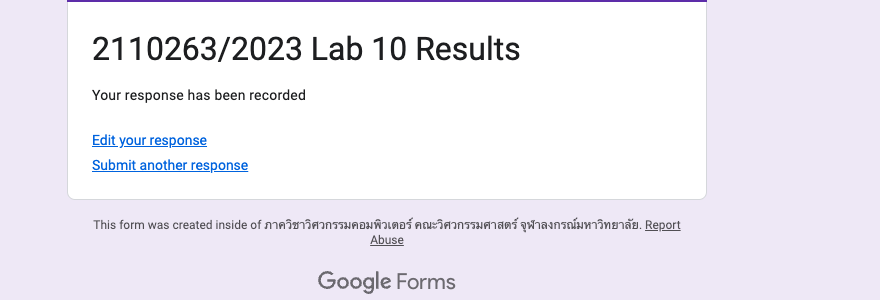 2110263/2023 Lab 10 Results
Your response has been recorded
Edit your response
Submit another response
This form was created inside of ภาควิชาวิศวกรรมคอมพิวเตอร์ คณะวิศวกรรมศาสตร์ จุฬาลงกรณ์มหาวิทยาลัย. Report
Abuse
Google Forms